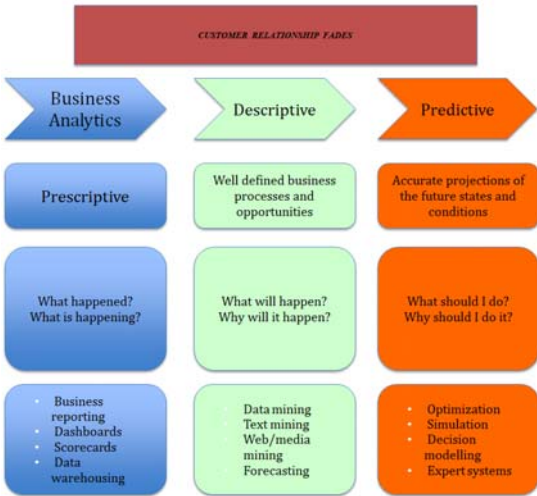 CUSTOMER RELATIONSHIP FADES
Business
Analytics
Descriptive
Predictive
Prescriptive
Well defined business
processes and
opportunities
Accurate projections of
the future states and
conditions
What happened?
What is happening?
What will happen?
Why will it happen?
What should I do?
Why should I do it?
• Business
reporting
• Dashboards
• Scorecards
• Data
warehousing
Data mining
Text mining
Web/media
mining
Forecasting
• Optimization
• Simulation
• Decision
modelling
• Expert systems